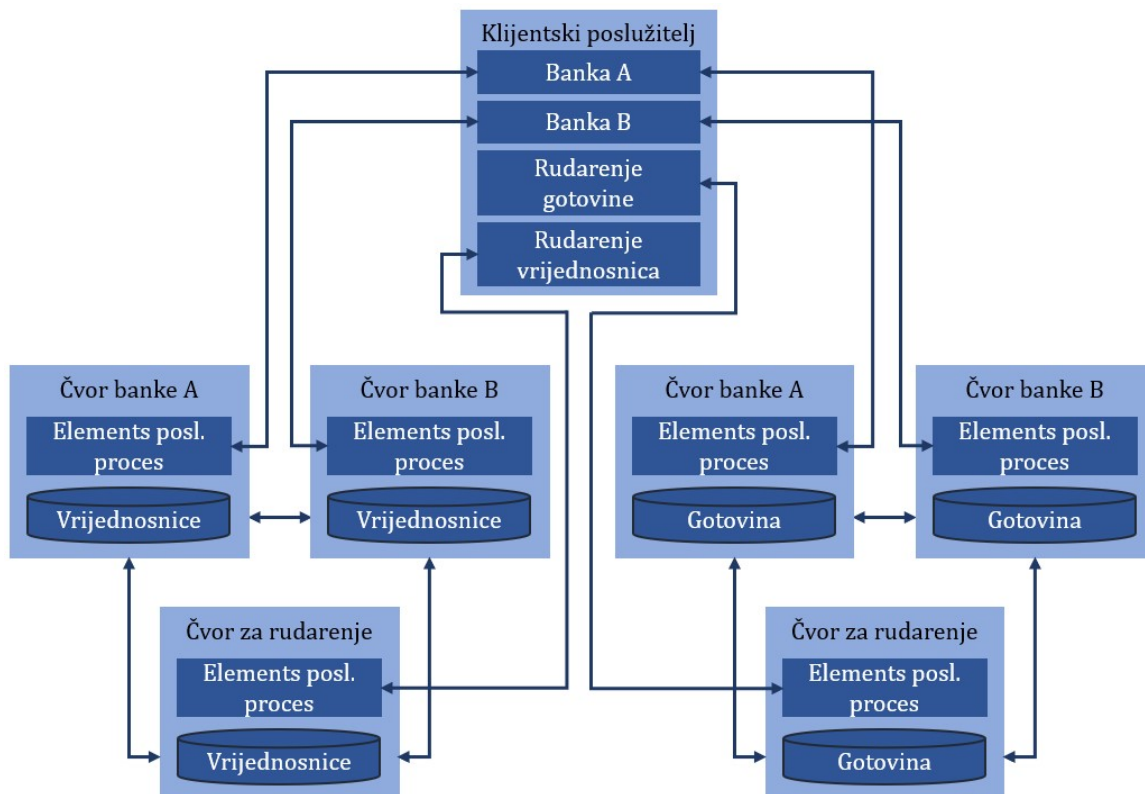 Klijentski poslužitelj
Banka A
Banka B
Rudarenje
gotovine
Rudarenje
vrijednosnica
Čvor banke A
Elements posl.
proces
Vrijednosnice
Čvor banke B
Elements posl.
proces
Vrijednosnice
Čvor banke A
Elements posl.
proces
Gotovina
Čvor banke B
Elements posl.
proces
Gotovina
Čvor za rudarenje
Elements posl.
proces
Vrijednosnice
Čvor za rudarenje
Elements posl.
proces
Gotovina